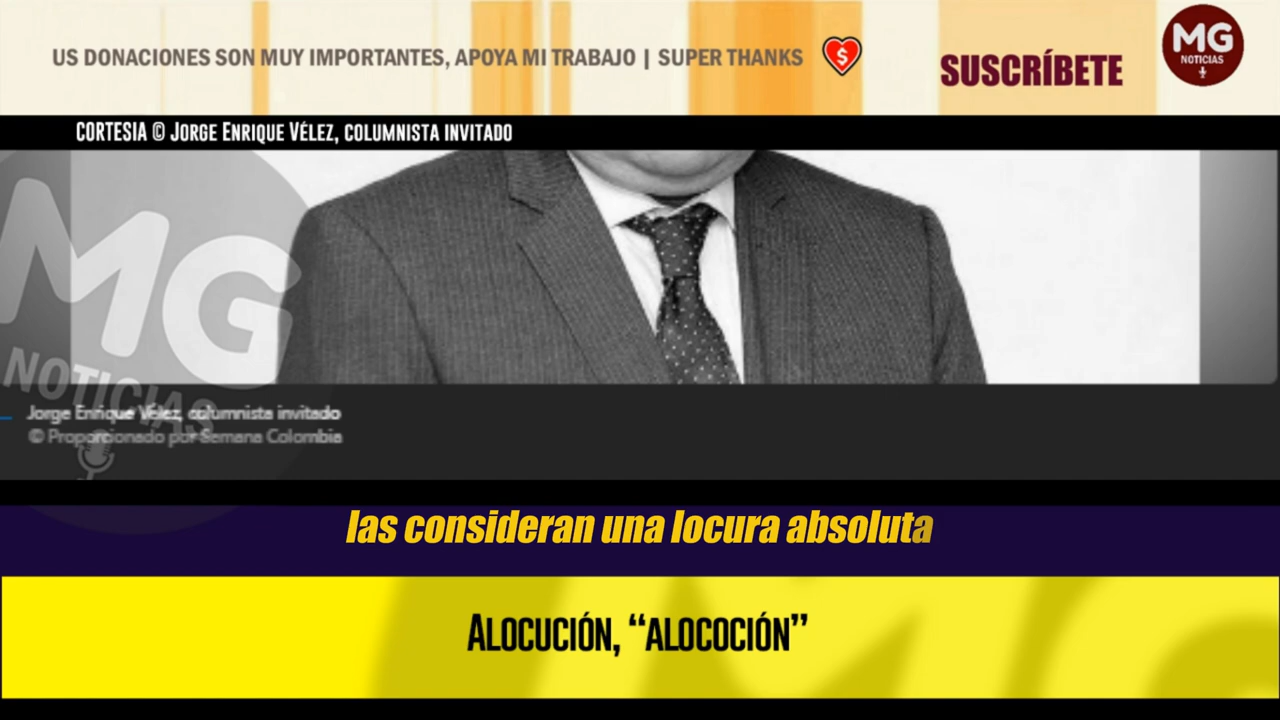 US DONACIONES SON MUY IMPORTANTES, APOYA MI TRABAJO | SUPER THANKS
SUSCRÍBETE
MG
NOTICIAS
CORTESIA © JORGE ENRIQUE VÉLEZ, COLUMNISTA INVITADO
MG
NOTICIAS
Jorge Enrique Vélez, columnista invitado
© Proporcionado por Semana Colombia
las consideran una locura absoluta
ALOCUCIÓN, “ALOCOCIÓN”